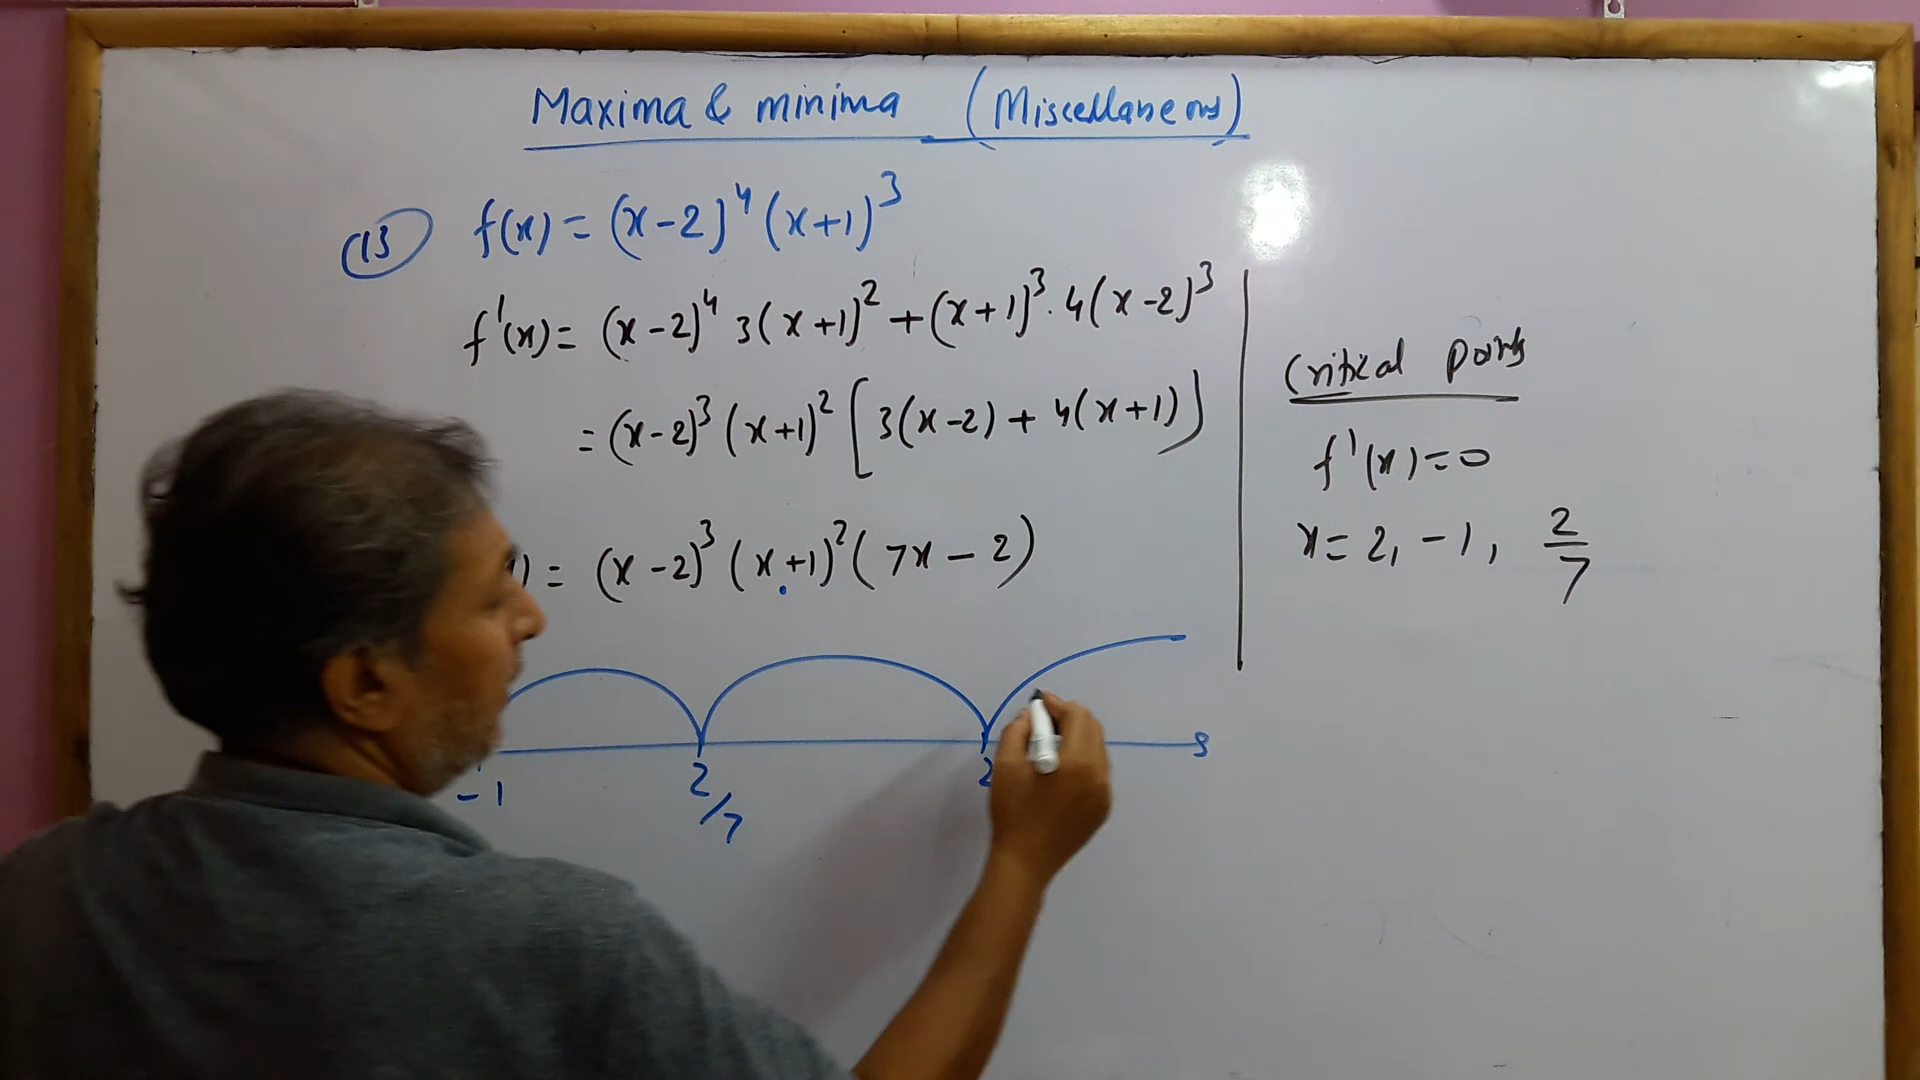 Maxima & minima (Miscellaneous)
(13) f(x) = (x-2)^4 (x+1)^3
f'(x) = (x-2)^4 3(x+1)^2 + (x+1)^3 . 4(x-2)^3
= (x-2)^3 (x+1)^2 [3(x-2) + 4(x+1)]
) = (x-2)^3 (x+1)^2 (7x-2)
-1 2/7 2
Critical points
f'(x) = 0
x = 2, -1, 2/7